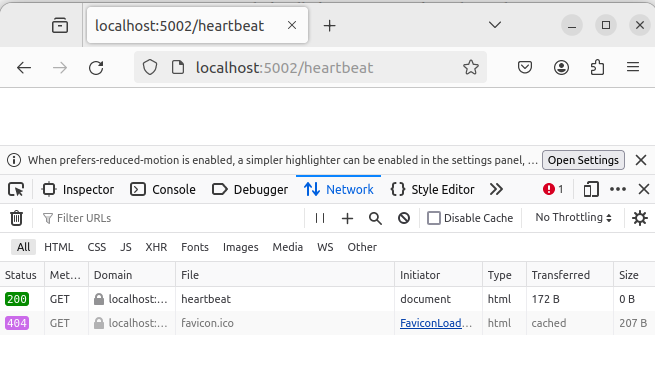 localhost:5002/heartbeat
localhost:5002/heartbeat
When prefers-reduced-motion is enabled, a simpler highlighter can be enabled in the settings panel, … Open Settings
Inspector Console Debugger Network Style Editor 1
Filter URLs Disable Cache No Throttling
All HTML CSS JS XHR Fonts Images Media WS Other
Status Met… Domain File Initiator Type Transferred Size
200 GET localhost:… heartbeat document html 172 B 0 B
404 GET localhost:… favicon.ico FaviconLoad… html cached 207 B